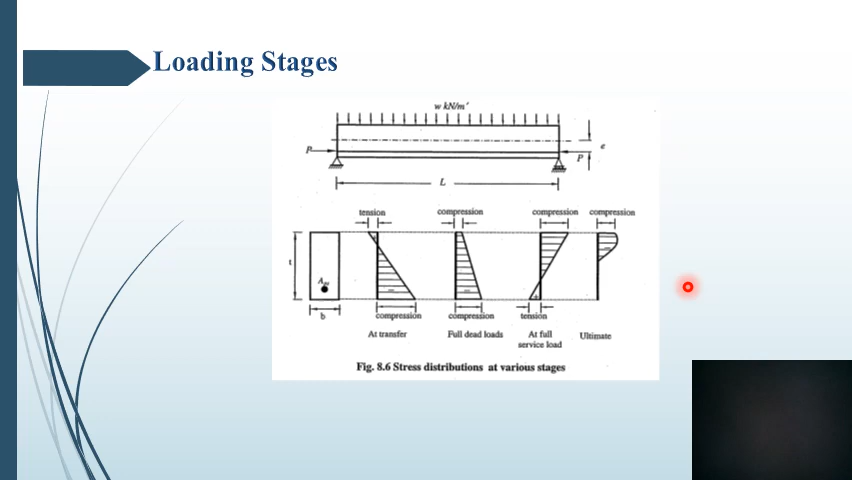 Loading Stages
w kN/m'
P
e
P
L
tension compression compression compression
t
b
compression compression tension
At transfer Full dead loads At full service load Ultimate
Fig. 8.6 Stress distributions at various stages